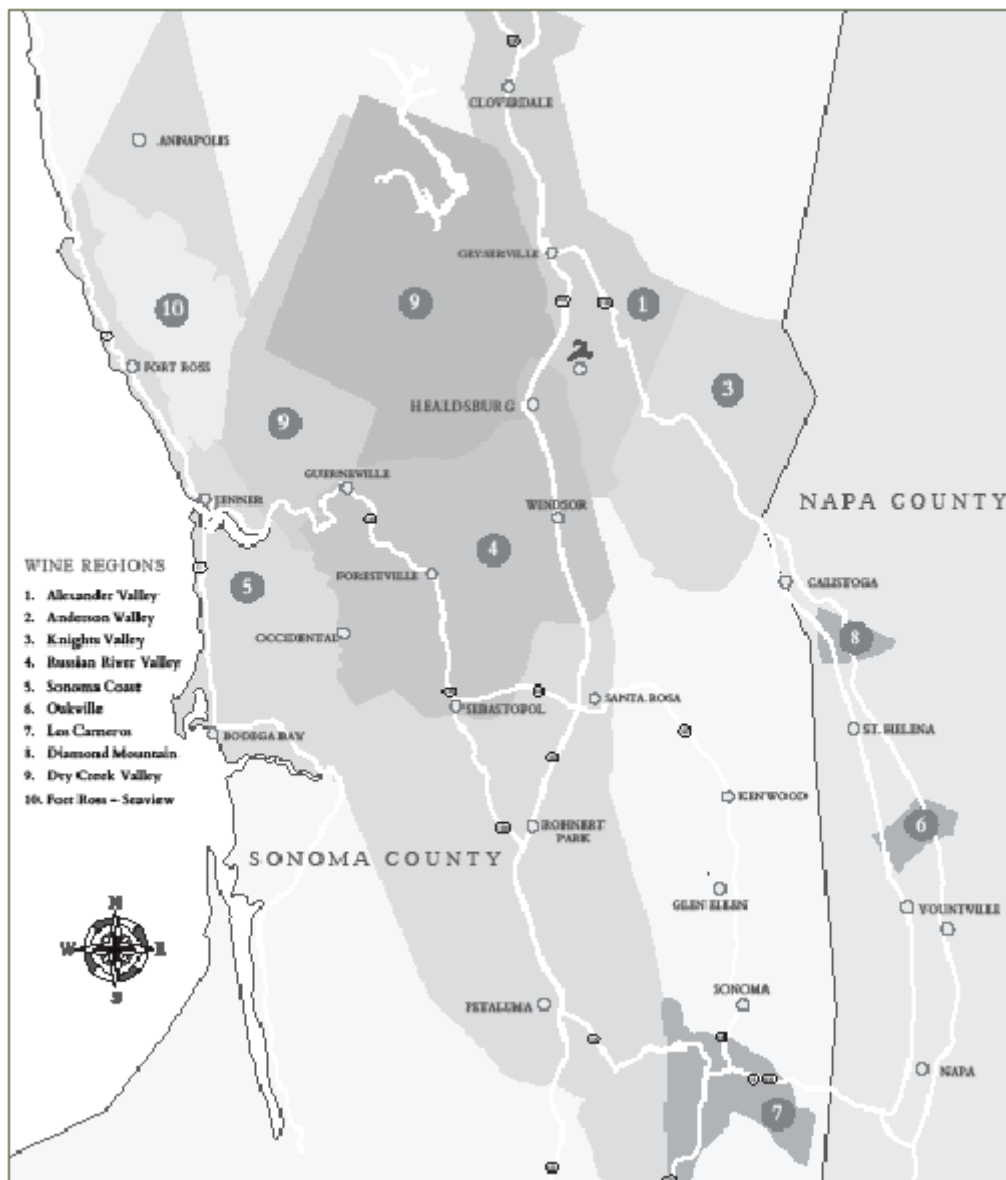 CLOVERDALE
ANNAPOLIS
GEYSERVILLE
9
1
10
2
FORT ROSS
3
HEALDSBURG
9
GUERNEVILLE
JENNER
WINDSOR
NAPA COUNTY
4
WINE REGIONS
1. Alexander Valley
2. Anderson Valley
3. Knights Valley
4. Russian River Valley
5. Sonoma Coast
6. Oakville
7. Los Carneros
8. Diamond Mountain
9. Dry Creek Valley
10. Fort Ross – Seaview
5
FORESTVILLE
CALISTOGA
OCCIDENTAL
8
SEBASTOPOL
SANTA ROSA
BODEGA BAY
ST. HELENA
KENWOOD
ROHNERT
PARK
6
SONOMA COUNTY
GLEN ELLEN
YOUNTVILLE
N
W
E
S
SONOMA
PETALUMA
NAPA
7